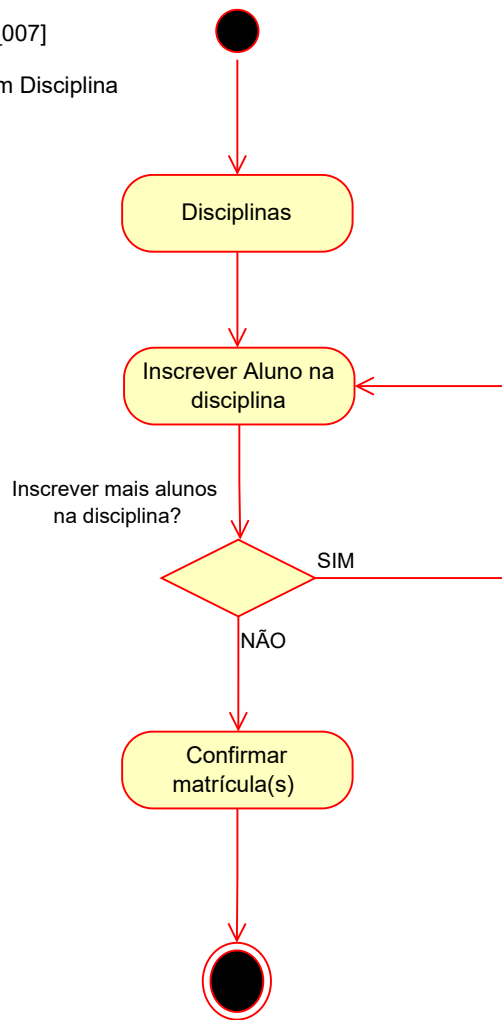 007]
m Disciplina
Disciplinas
Inscrever Aluno na
disciplina
Inscrever mais alunos
na disciplina?
SIM
NÃO
Confirmar
matrícula(s)